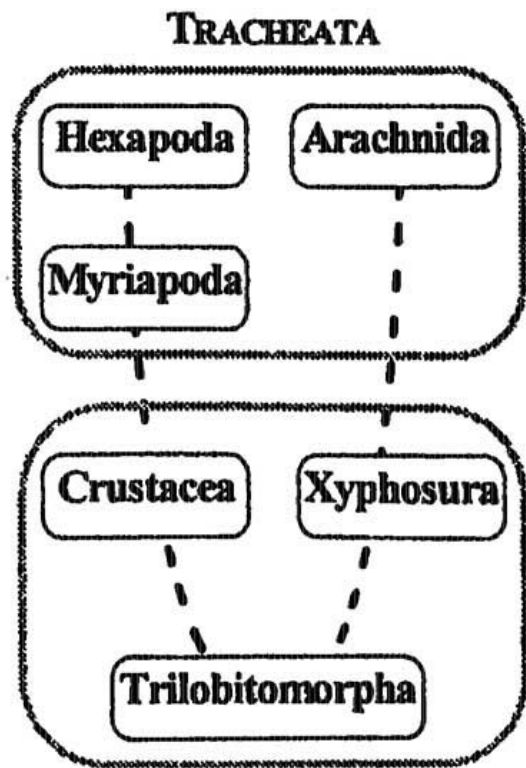 TRACHEATA
Hexapoda Arachnida
Myriapoda
Crustacea Xyphosura
Trilobitomorpha